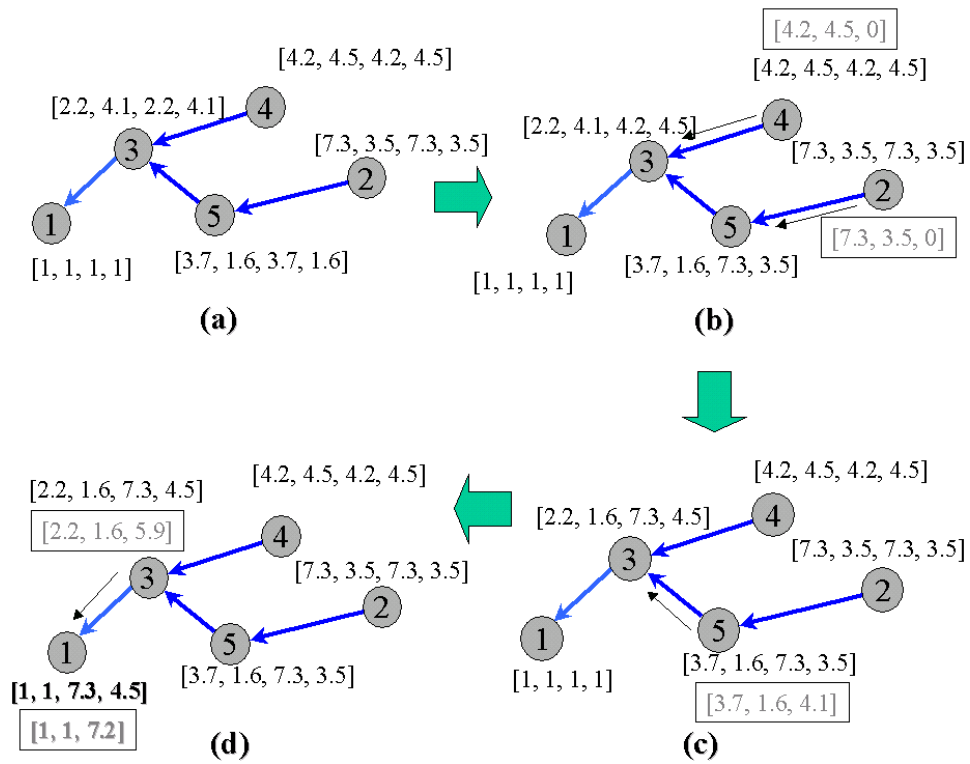 [4.2, 4.5, 4.2, 4.5]
[2.2, 4.1, 2.2, 4.1]
4
3
[7.3, 3.5, 7.3, 3.5]
2
5
1
[3.7, 1.6, 3.7, 1.6]
[1, 1, 1, 1]
(a)
[4.2, 4.5, 0]
[4.2, 4.5, 4.2, 4.5]
[2.2, 4.1, 4.2, 4.5]
4
3
[7.3, 3.5, 7.3, 3.5]
2
5
1
[7.3, 3.5, 0]
[3.7, 1.6, 7.3, 3.5]
[1, 1, 1, 1]
(b)
[4.2, 4.5, 4.2, 4.5]
[2.2, 1.6, 7.3, 4.5]
4
3
[7.3, 3.5, 7.3, 3.5]
2
5
1
[3.7, 1.6, 7.3, 3.5]
[1, 1, 1, 1]
[3.7, 1.6, 4.1]
(c)
[4.2, 4.5, 4.2, 4.5]
[2.2, 1.6, 7.3, 4.5]
[2.2, 1.6, 5.9]
4
3
[7.3, 3.5, 7.3, 3.5]
2
5
1
[3.7, 1.6, 7.3, 3.5]
[1, 1, 7.3, 4.5]
[1, 1, 7.2]
(d)